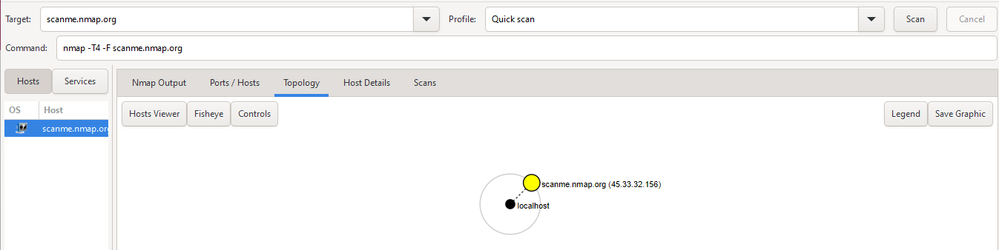 Target: scanme.nmap.org Profile: Quick scan Scan Cancel
Command: nmap -T4 -F scanme.nmap.org
Hosts Services Nmap Output Ports / Hosts Topology Host Details Scans
OS Host Hosts Viewer Fisheye Controls Legend Save Graphic
scanme.nmap.or
scanme.nmap.org (45.33.32.156)
localhost